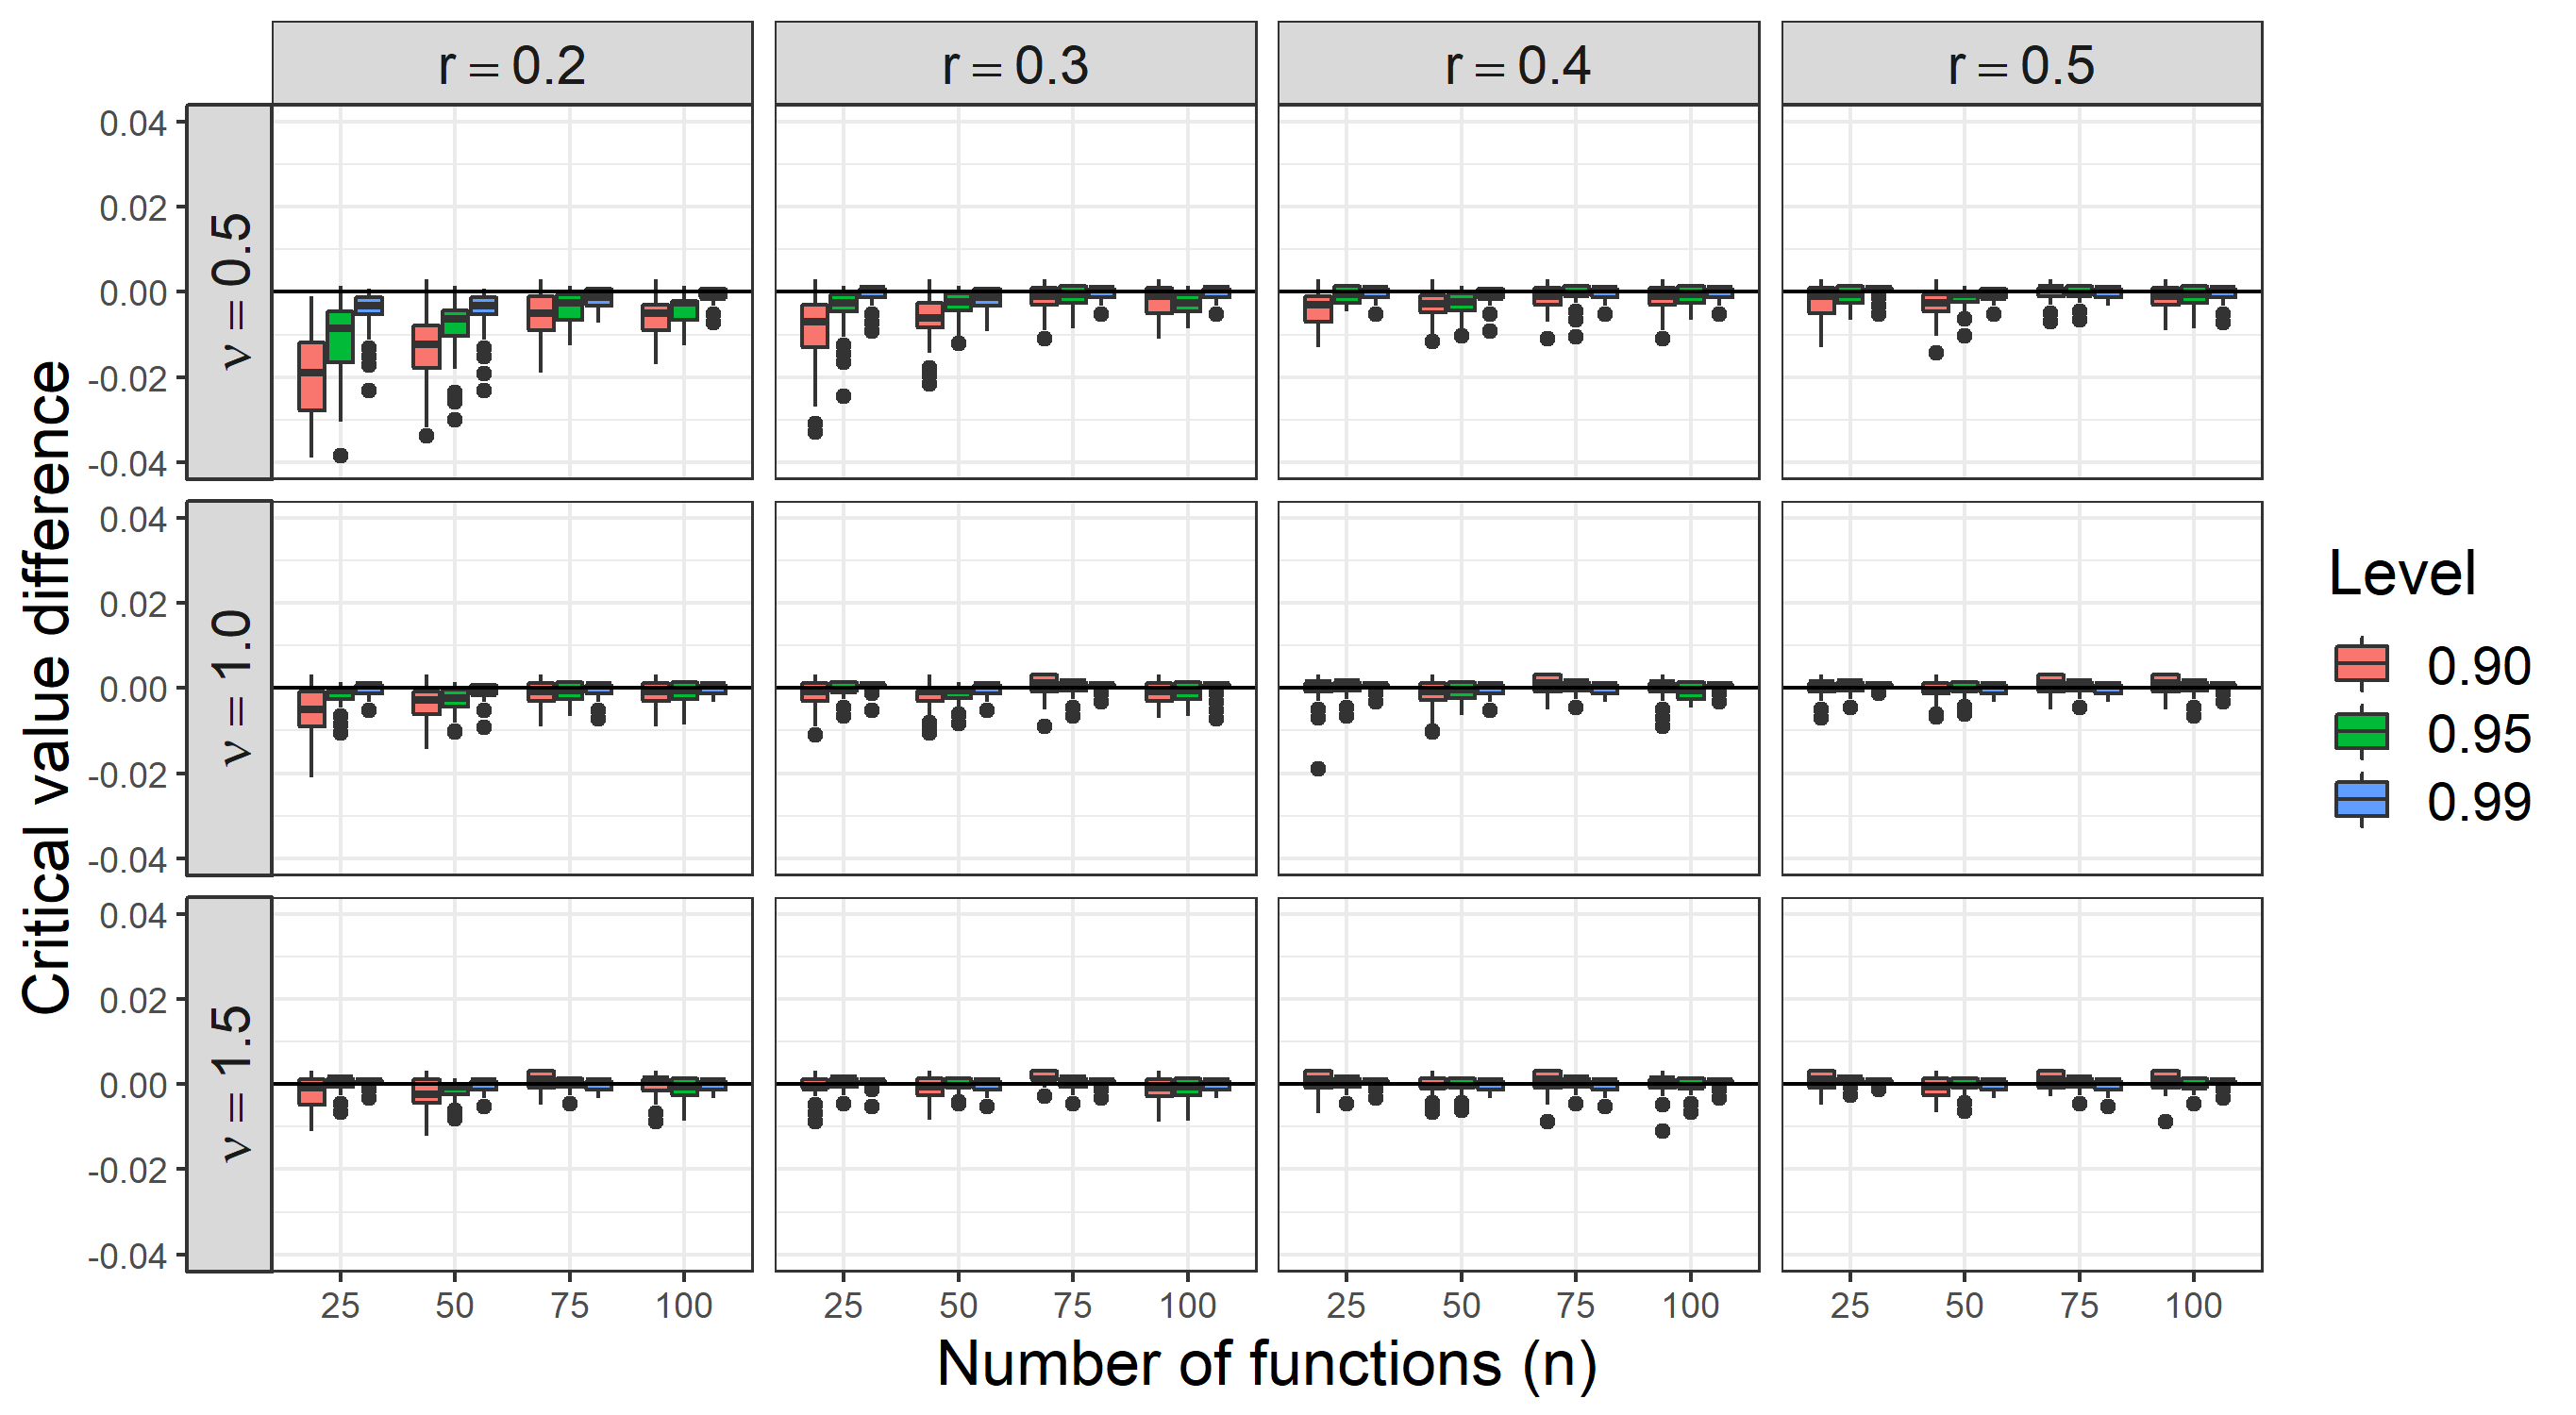 r = 0.2
r = 0.3
r = 0.4
r = 0.5
ν = 0.5
0.04
0.02
0.00
-0.02
-0.04
ν = 1.0
0.04
0.02
0.00
-0.02
-0.04
ν = 1.5
0.04
0.02
0.00
-0.02
-0.04
Critical value difference
25 50 75 100
25 50 75 100
25 50 75 100
25 50 75 100
Number of functions (n)
Level
0.90
0.95
0.99